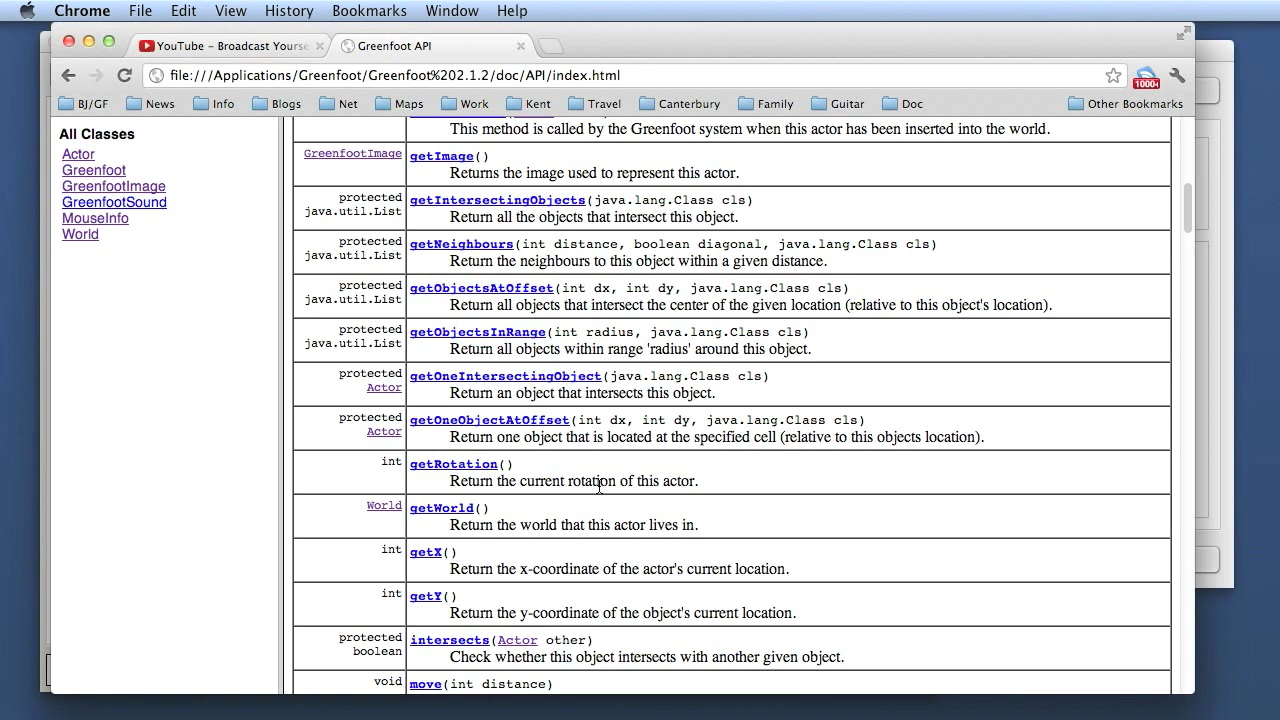 Chrome File Edit View History Bookmarks Window Help
YouTube – Broadcast Yourse
Greenfoot API
file:///Applications/Greenfoot/Greenfoot%202.1.2/doc/API/index.html
1000+
BJ/GF News Info Blogs Net Maps Work Kent Travel Canterbury Family Guitar Doc Other Bookmarks
All Classes
Actor
Greenfoot
GreenfootImage
GreenfootSound
MouseInfo
World
This method is called by the Greenfoot system when this actor has been inserted into the world.
GreenfootImage getImage()
Returns the image used to represent this actor.
protected java.util.List getIntersectingObjects(java.lang.Class cls)
Return all the objects that intersect this object.
protected java.util.List getNeighbours(int distance, boolean diagonal, java.lang.Class cls)
Return the neighbours to this object within a given distance.
protected java.util.List getObjectsAtOffset(int dx, int dy, java.lang.Class cls)
Return all objects that intersect the center of the given location (relative to this object's location).
protected java.util.List getObjectsInRange(int radius, java.lang.Class cls)
Return all objects within range 'radius' around this object.
protected Actor getOneIntersectingObject(java.lang.Class cls)
Return an object that intersects this object.
protected Actor getOneObjectAtOffset(int dx, int dy, java.lang.Class cls)
Return one object that is located at the specified cell (relative to this objects location).
int getRotation()
Return the current rotation of this actor.
World getWorld()
Return the world that this actor lives in.
int getX()
Return the x-coordinate of the actor's current location.
int getY()
Return the y-coordinate of the object's current location.
protected boolean intersects(Actor other)
Check whether this object intersects with another given object.
void move(int distance)